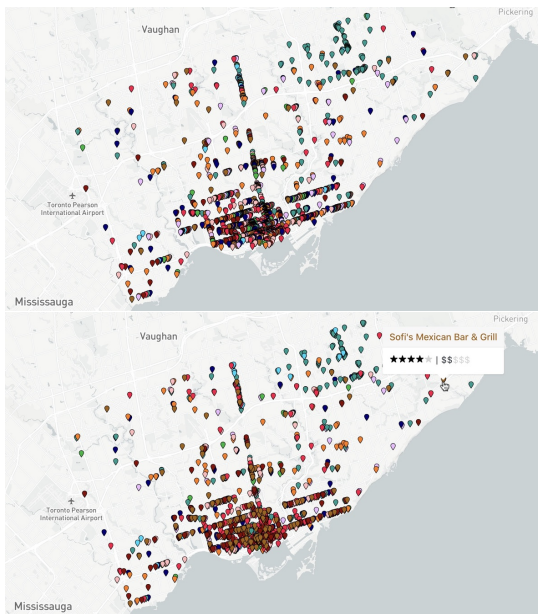 Pickering
Vaughan
Toronto Pearson
International Airport
Mississauga
Pickering
Vaughan
Sofi's Mexican Bar & Grill
★★★★★ | $$$$$
Toronto Pearson
International Airport
Mississauga